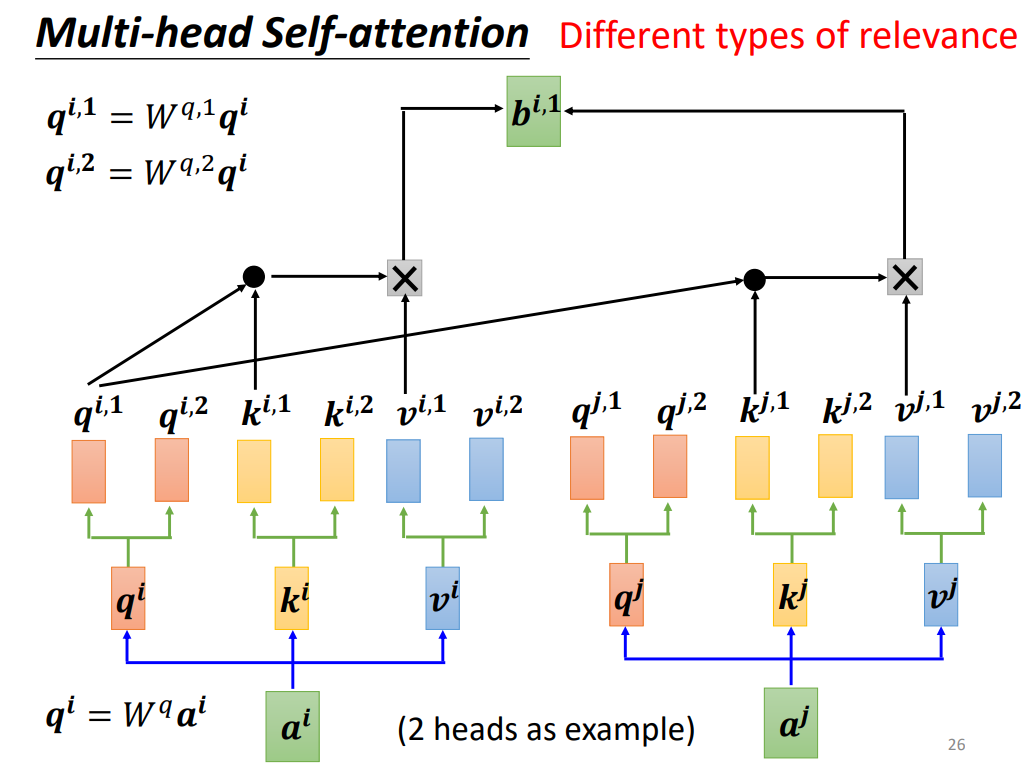 Multi-head Self-attention Different types of relevance
q^{i,1} = W^{q,1}q^i
q^{i,2} = W^{q,2}q^i
b^{i,1}
q^{i,1} q^{i,2} k^{i,1} k^{i,2} v^{i,1} v^{i,2} q^{j,1} q^{j,2} k^{j,1} k^{j,2} v^{j,1} v^{j,2}
q^i k^i v^i q^j k^j v^j
q^i = W^q a^i
a^i
(2 heads as example)
a^j
26